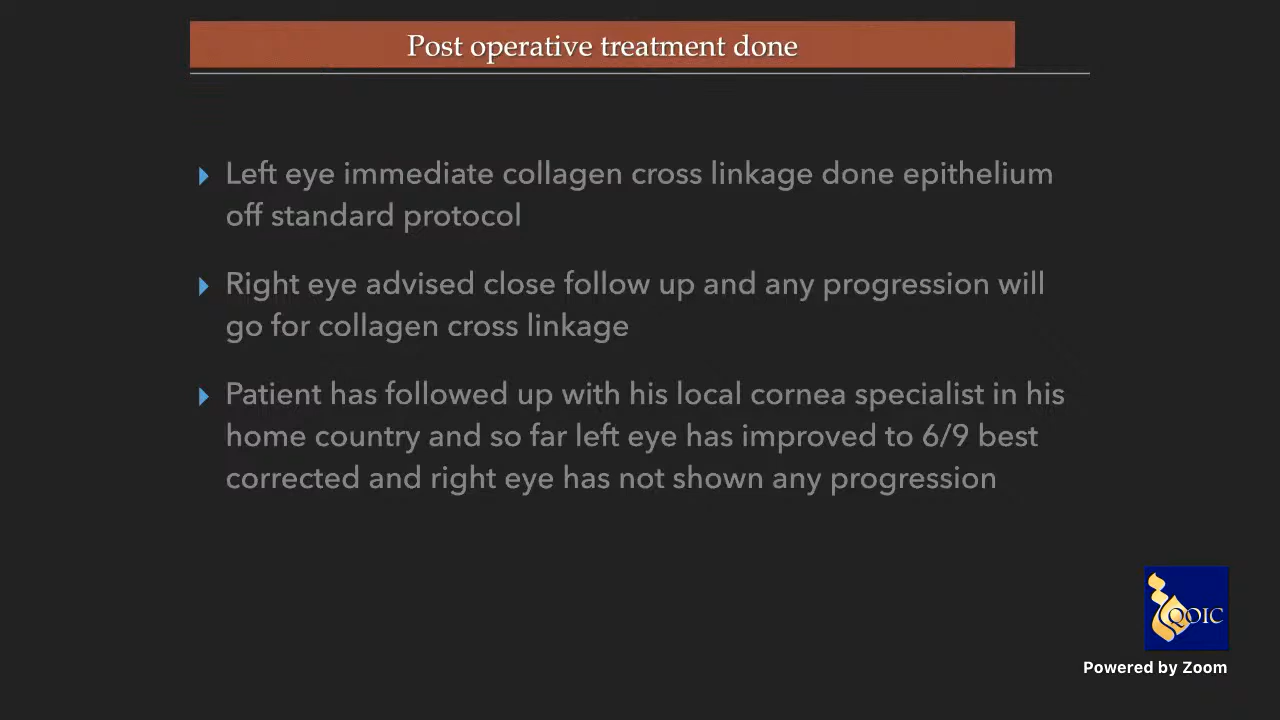 Post operative treatment done
Left eye immediate collagen cross linkage done epithelium
off standard protocol
Right eye advised close follow up and any progression will
go for collagen cross linkage
Patient has followed up with his local cornea specialist in his
home country and so far left eye has improved to 6/9 best
corrected and right eye has not shown any progression
QOIC
Powered by Zoom